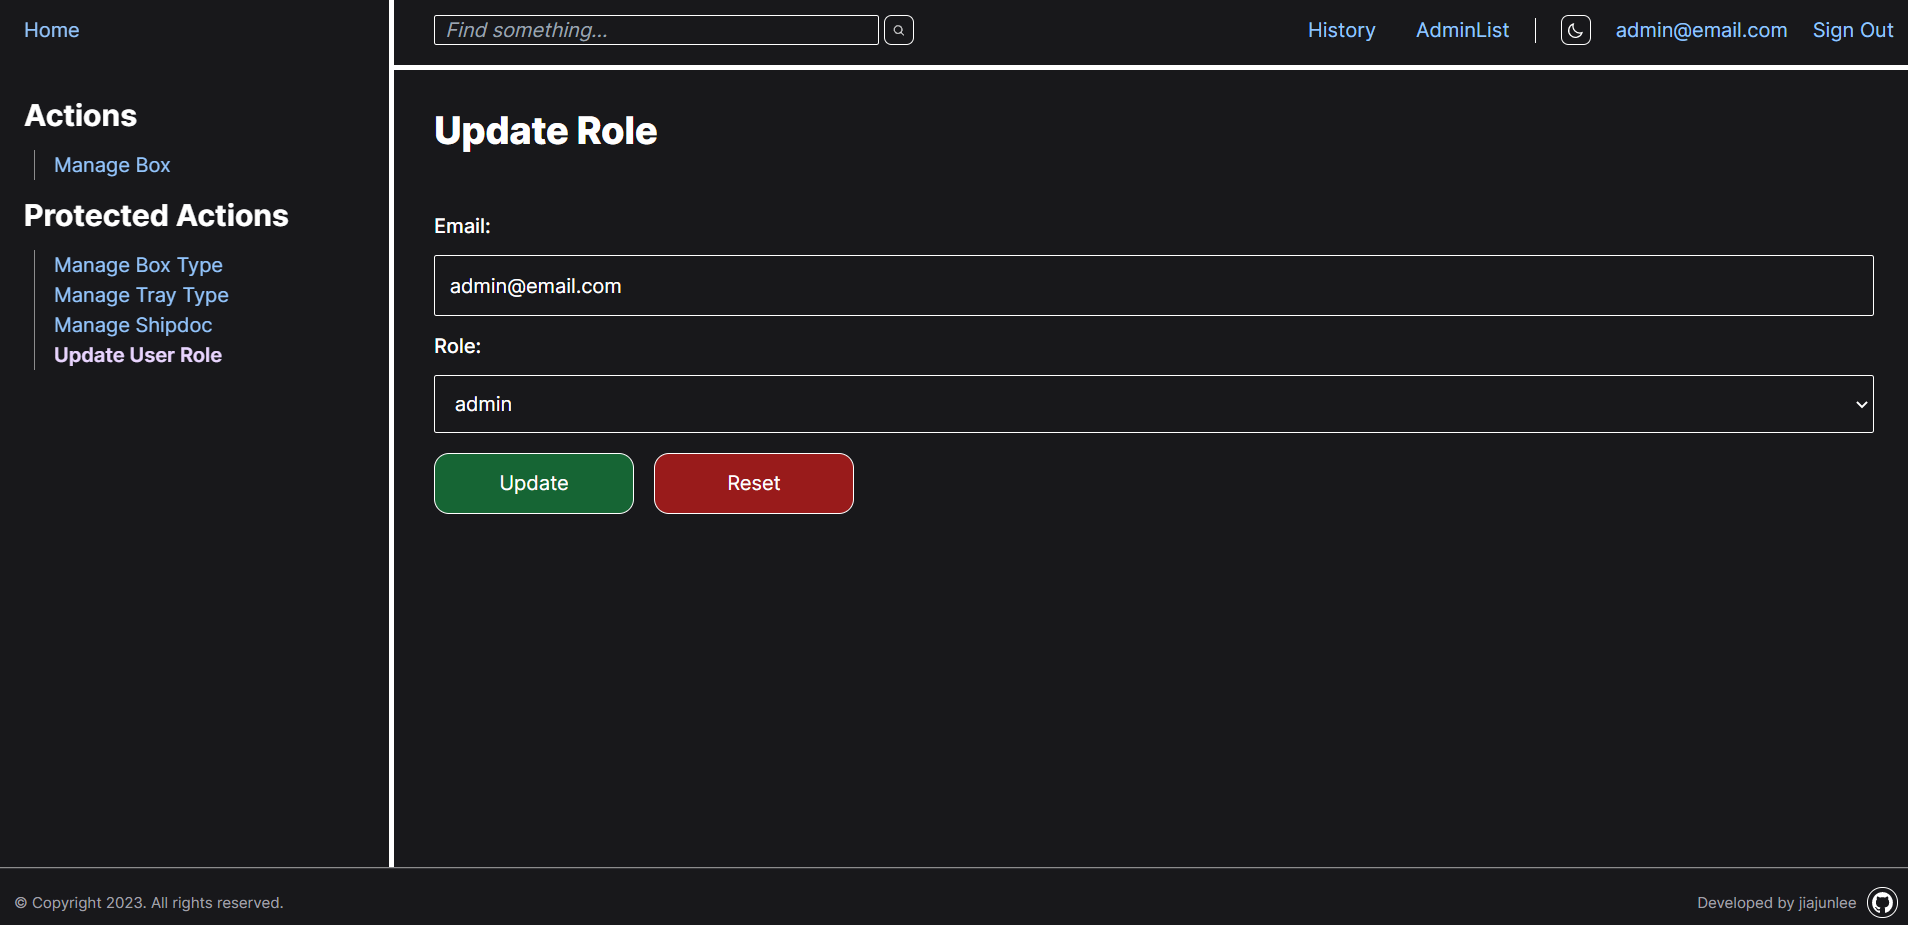 Home
Find something...
History
AdminList
admin@email.com
Sign Out
Actions
Manage Box
Protected Actions
Manage Box Type
Manage Tray Type
Manage Shipdoc
Update User Role
Update Role
Email:
admin@email.com
Role:
admin
Update
Reset
© Copyright 2023. All rights reserved.
Developed by jiajunlee